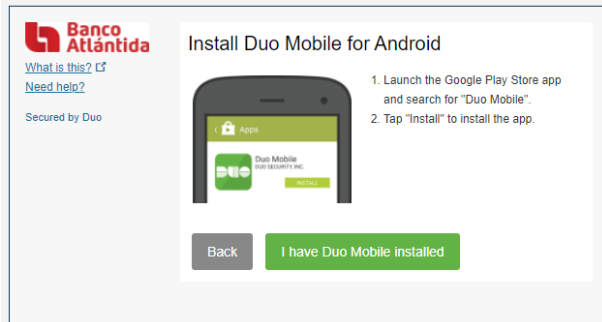 Banco
Atlántida
What is this?
Need help?
Secured by Duo
Install Duo Mobile for Android
1. Launch the Google Play Store app
and search for "Duo Mobile".
2. Tap "Install" to install the app.
Apps
Duo Mobile
DUO SECURITY, INC.
INSTALL
DUO
Back
I have Duo Mobile installed